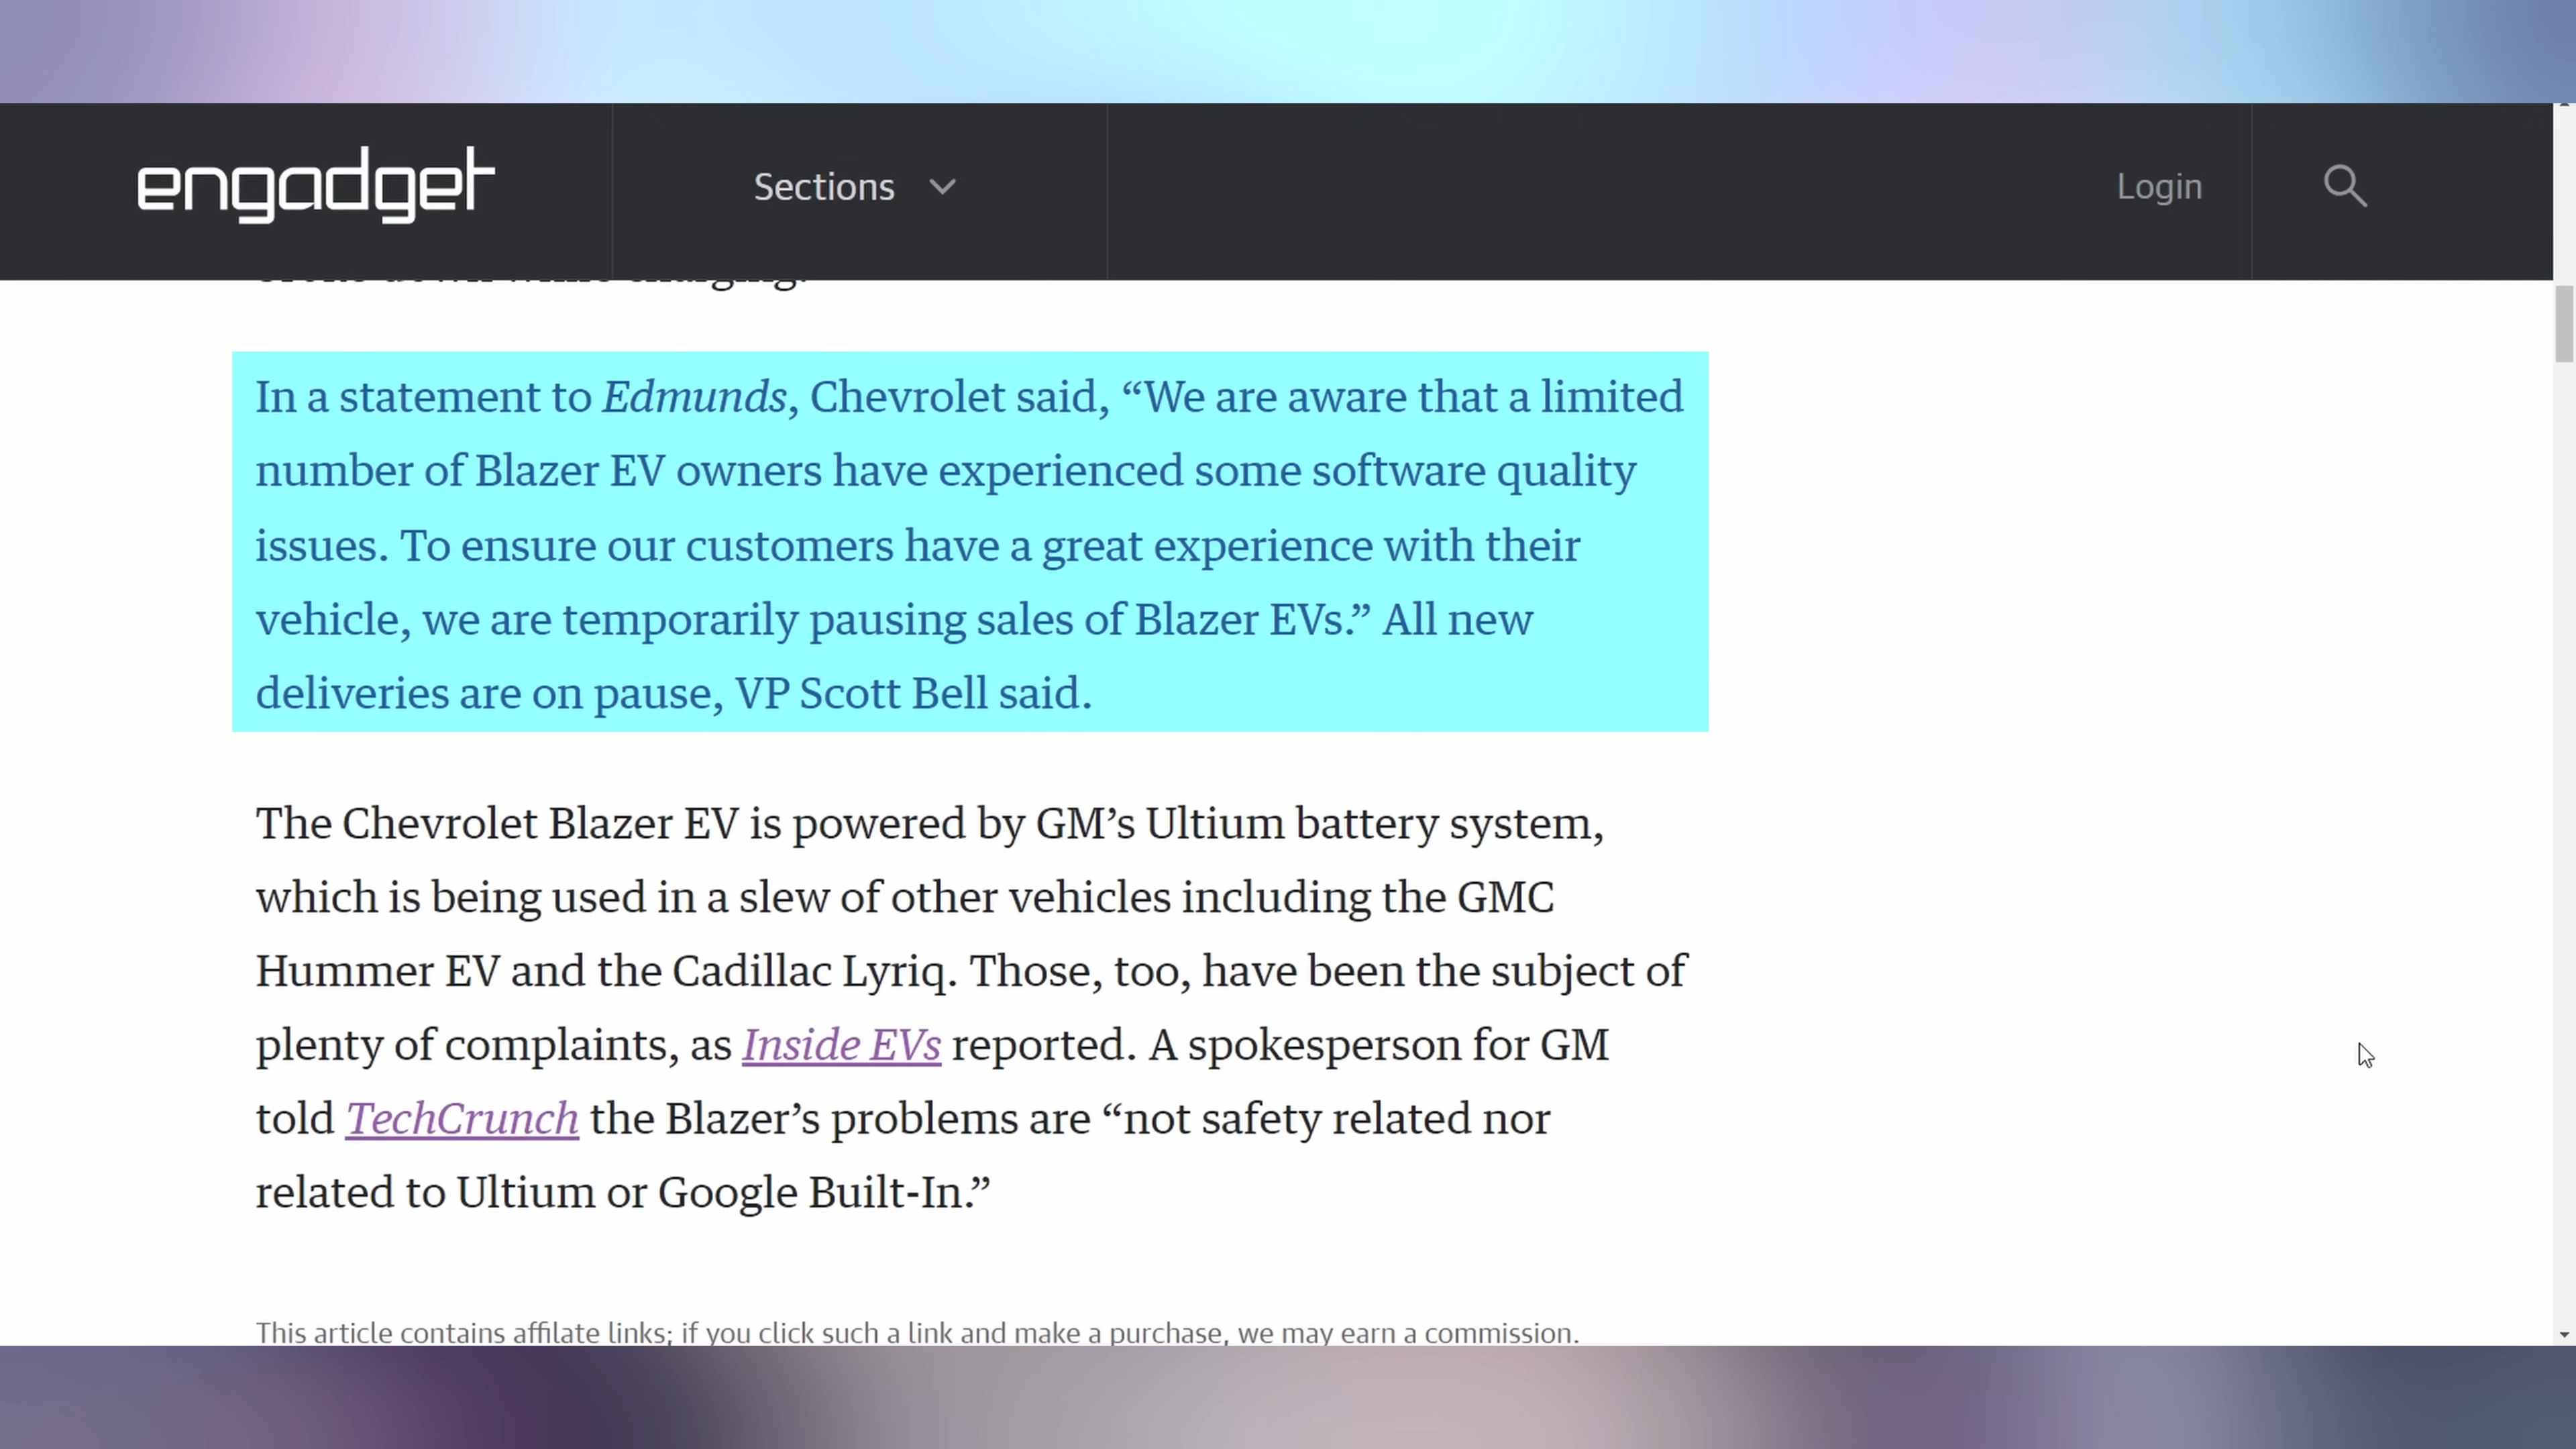 engadget
Sections
Login
In a statement to Edmunds, Chevrolet said, “We are aware that a limited
number of Blazer EV owners have experienced some software quality
issues. To ensure our customers have a great experience with their
vehicle, we are temporarily pausing sales of Blazer EVs.” All new
deliveries are on pause, VP Scott Bell said.
The Chevrolet Blazer EV is powered by GM’s Ultium battery system,
which is being used in a slew of other vehicles including the GMC
Hummer EV and the Cadillac Lyriq. Those, too, have been the subject of
plenty of complaints, as Inside EVs reported. A spokesperson for GM
told TechCrunch the Blazer’s problems are “not safety related nor
related to Ultium or Google Built-In.”
This article contains affilate links; if you click such a link and make a purchase, we may earn a commission.